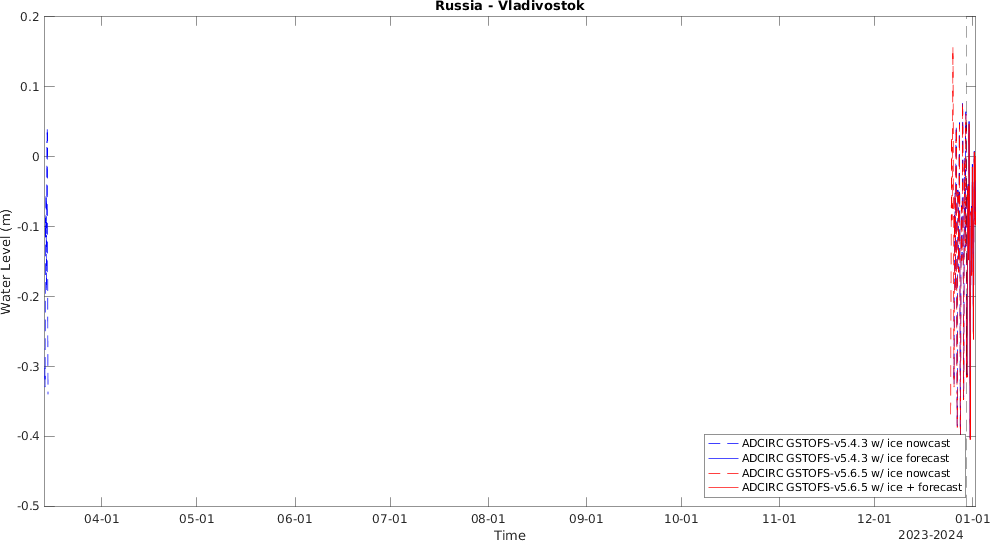 Russia - Vladivostok
0.2
0.1
0
-0.1
-0.2
-0.3
-0.4
-0.5
Water Level (m)
ADCIRC GSTOFS-v5.4.3 w/ ice nowcast
ADCIRC GSTOFS-v5.4.3 w/ ice forecast
ADCIRC GSTOFS-v5.6.5 w/ ice nowcast
ADCIRC GSTOFS-v5.6.5 w/ ice + forecast
04-01 05-01 06-01 07-01 08-01 09-01 10-01 11-01 12-01 01-01
Time
2023-2024